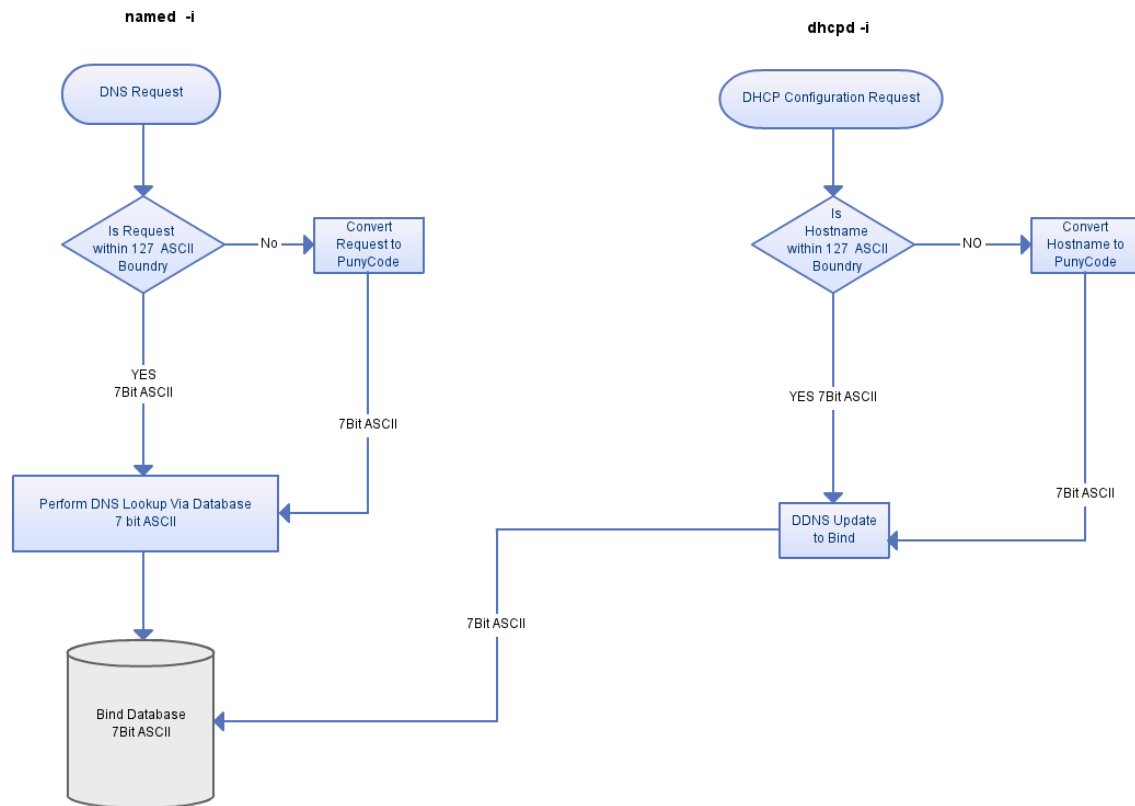 named -i
DNS Request
Is Request
within 127 ASCII
Boundry
No
Convert
Request to
PunyCode
YES
7Bit ASCII
7Bit ASCII
Perform DNS Lookup Via Database
7 bit ASCII
Bind Database
7Bit ASCII
dhcpd -i
DHCP Configuration Request
Is
Hostname
within 127 ASCII
Boundry
NO
Convert
Hostname to
PunyCode
YES 7Bit ASCII
7Bit ASCII
DDNS Update
to Bind
7Bit ASCII